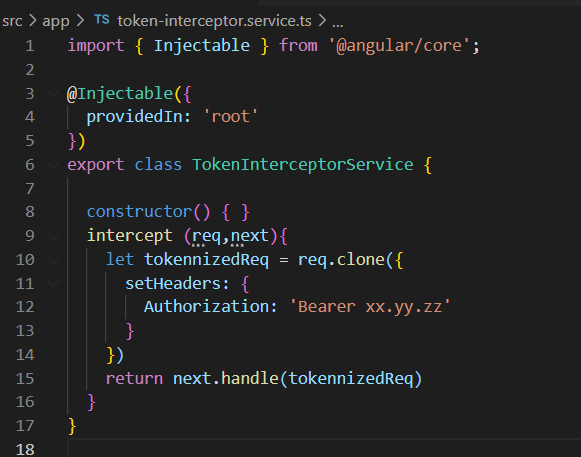 src > app > TS token-interceptor.service.ts > ...
1 import { Injectable } from '@angular/core';
2
3 @Injectable({
4   providedIn: 'root'
5 })
6 export class TokenInterceptorService {
7
8   constructor() { }
9   intercept (req,next){
10     let tokennizedReq = req.clone({
11       setHeaders: {
12         Authorization: 'Bearer xx.yy.zz'
13       }
14     })
15     return next.handle(tokennizedReq)
16   }
17 }
18